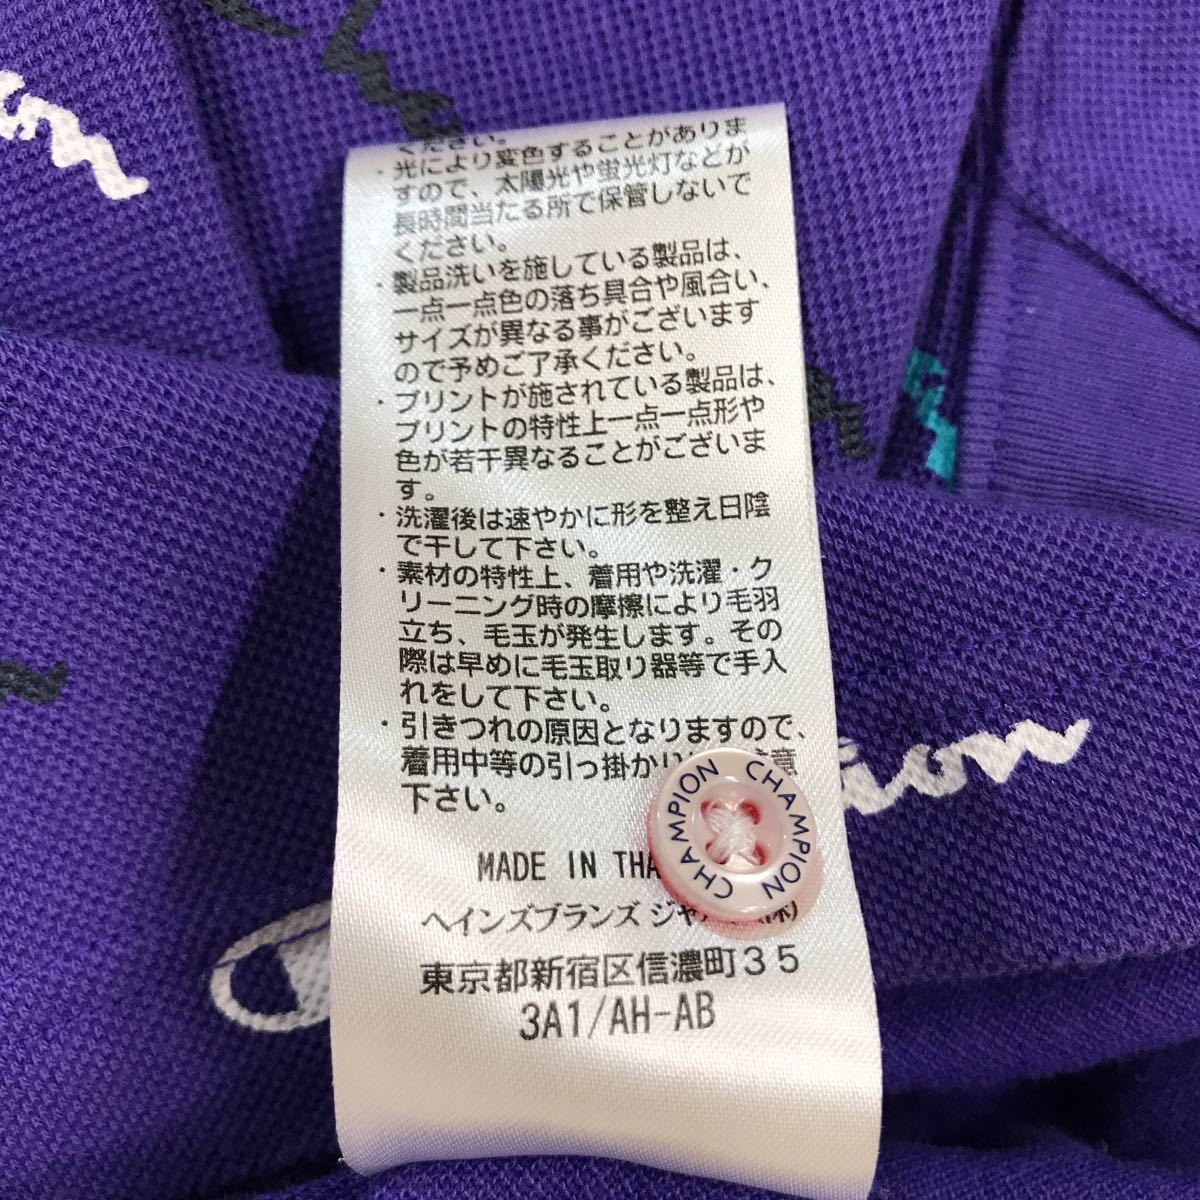 ください。
・光により変色することがありま
すので、太陽光や蛍光灯などが
長時間当たる所で保管しないで
ください。
・製品洗いを施している製品は、
一点一点色の落ち具合や風合い、
サイズが異なる事がございます
ので予めご了承ください。
・プリントが施されている製品は、
プリントの特性上一点一点形や
色が若干異なることがございま
す。
・洗濯後は速やかに形を整え日陰
で干して下さい。
・素材の特性上、着用や洗濯・ク
リーニング時の摩擦により毛羽
立ち、毛玉が発生します。その
際は早めに毛玉取り器等で手入
れをして下さい。
・引きつれの原因となりますので、
着用中等の引っ掛かり 意
下さい。
CHAMPION CHAMPION
MADE IN THA
ヘインズブランズ ジャ (株)
東京都新宿区信濃町35
3A1/AH-AB